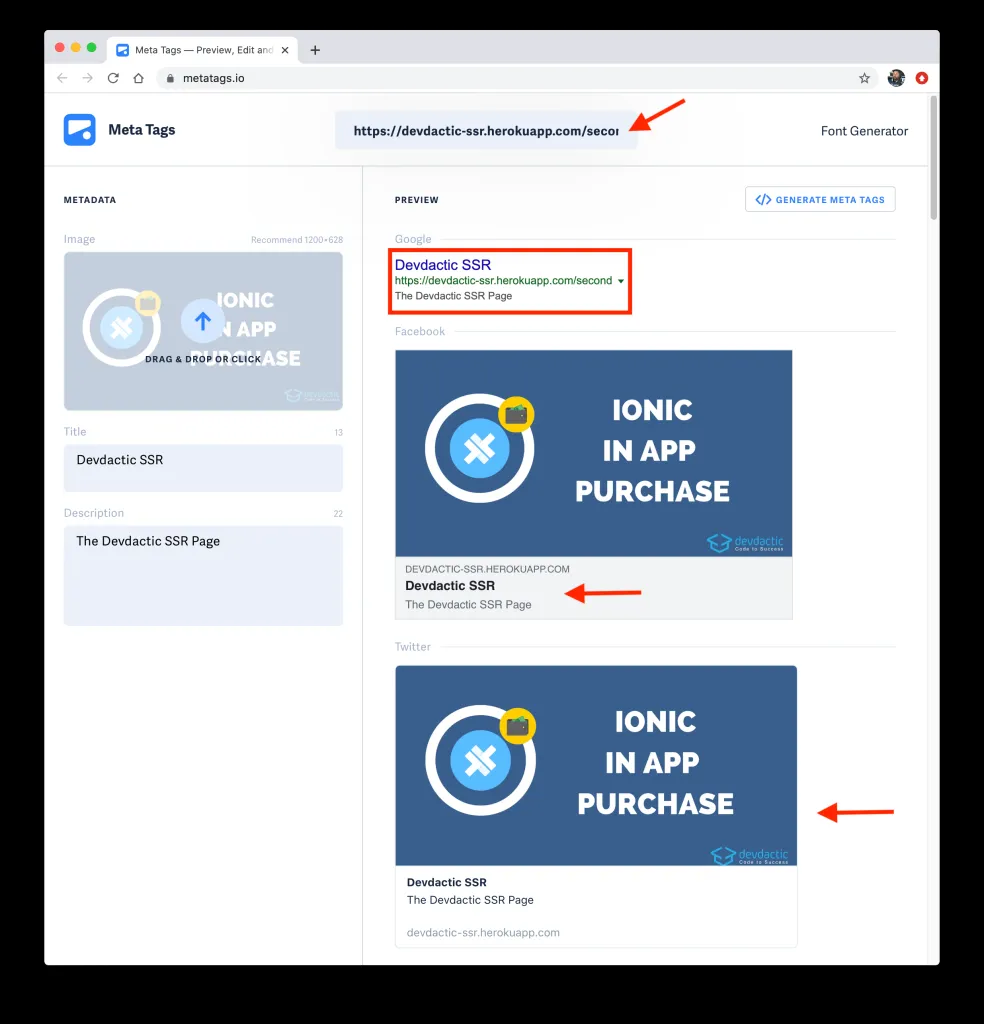 Meta Tags — Preview, Edit and
metatags.io
Meta Tags
https://devdactic-ssr.herokuapp.com/secon
Font Generator
METADATA
Image
Recommend 1200×628
IONIC
IN APP
PURCHASE
DRAG & DROP OR CLICK
devdactic
Title
13
Devdactic SSR
Description
22
The Devdactic SSR Page
PREVIEW
</> GENERATE META TAGS
Google
Devdactic SSR
https://devdactic-ssr.herokuapp.com/second
The Devdactic SSR Page
Facebook
IONIC
IN APP
PURCHASE
devdactic
Code to Success
DEVDACTIC-SSR.HEROKUAPP.COM
Devdactic SSR
The Devdactic SSR Page
Twitter
IONIC
IN APP
PURCHASE
devdactic
Code to Success
Devdactic SSR
The Devdactic SSR Page
devdactic-ssr.herokuapp.com